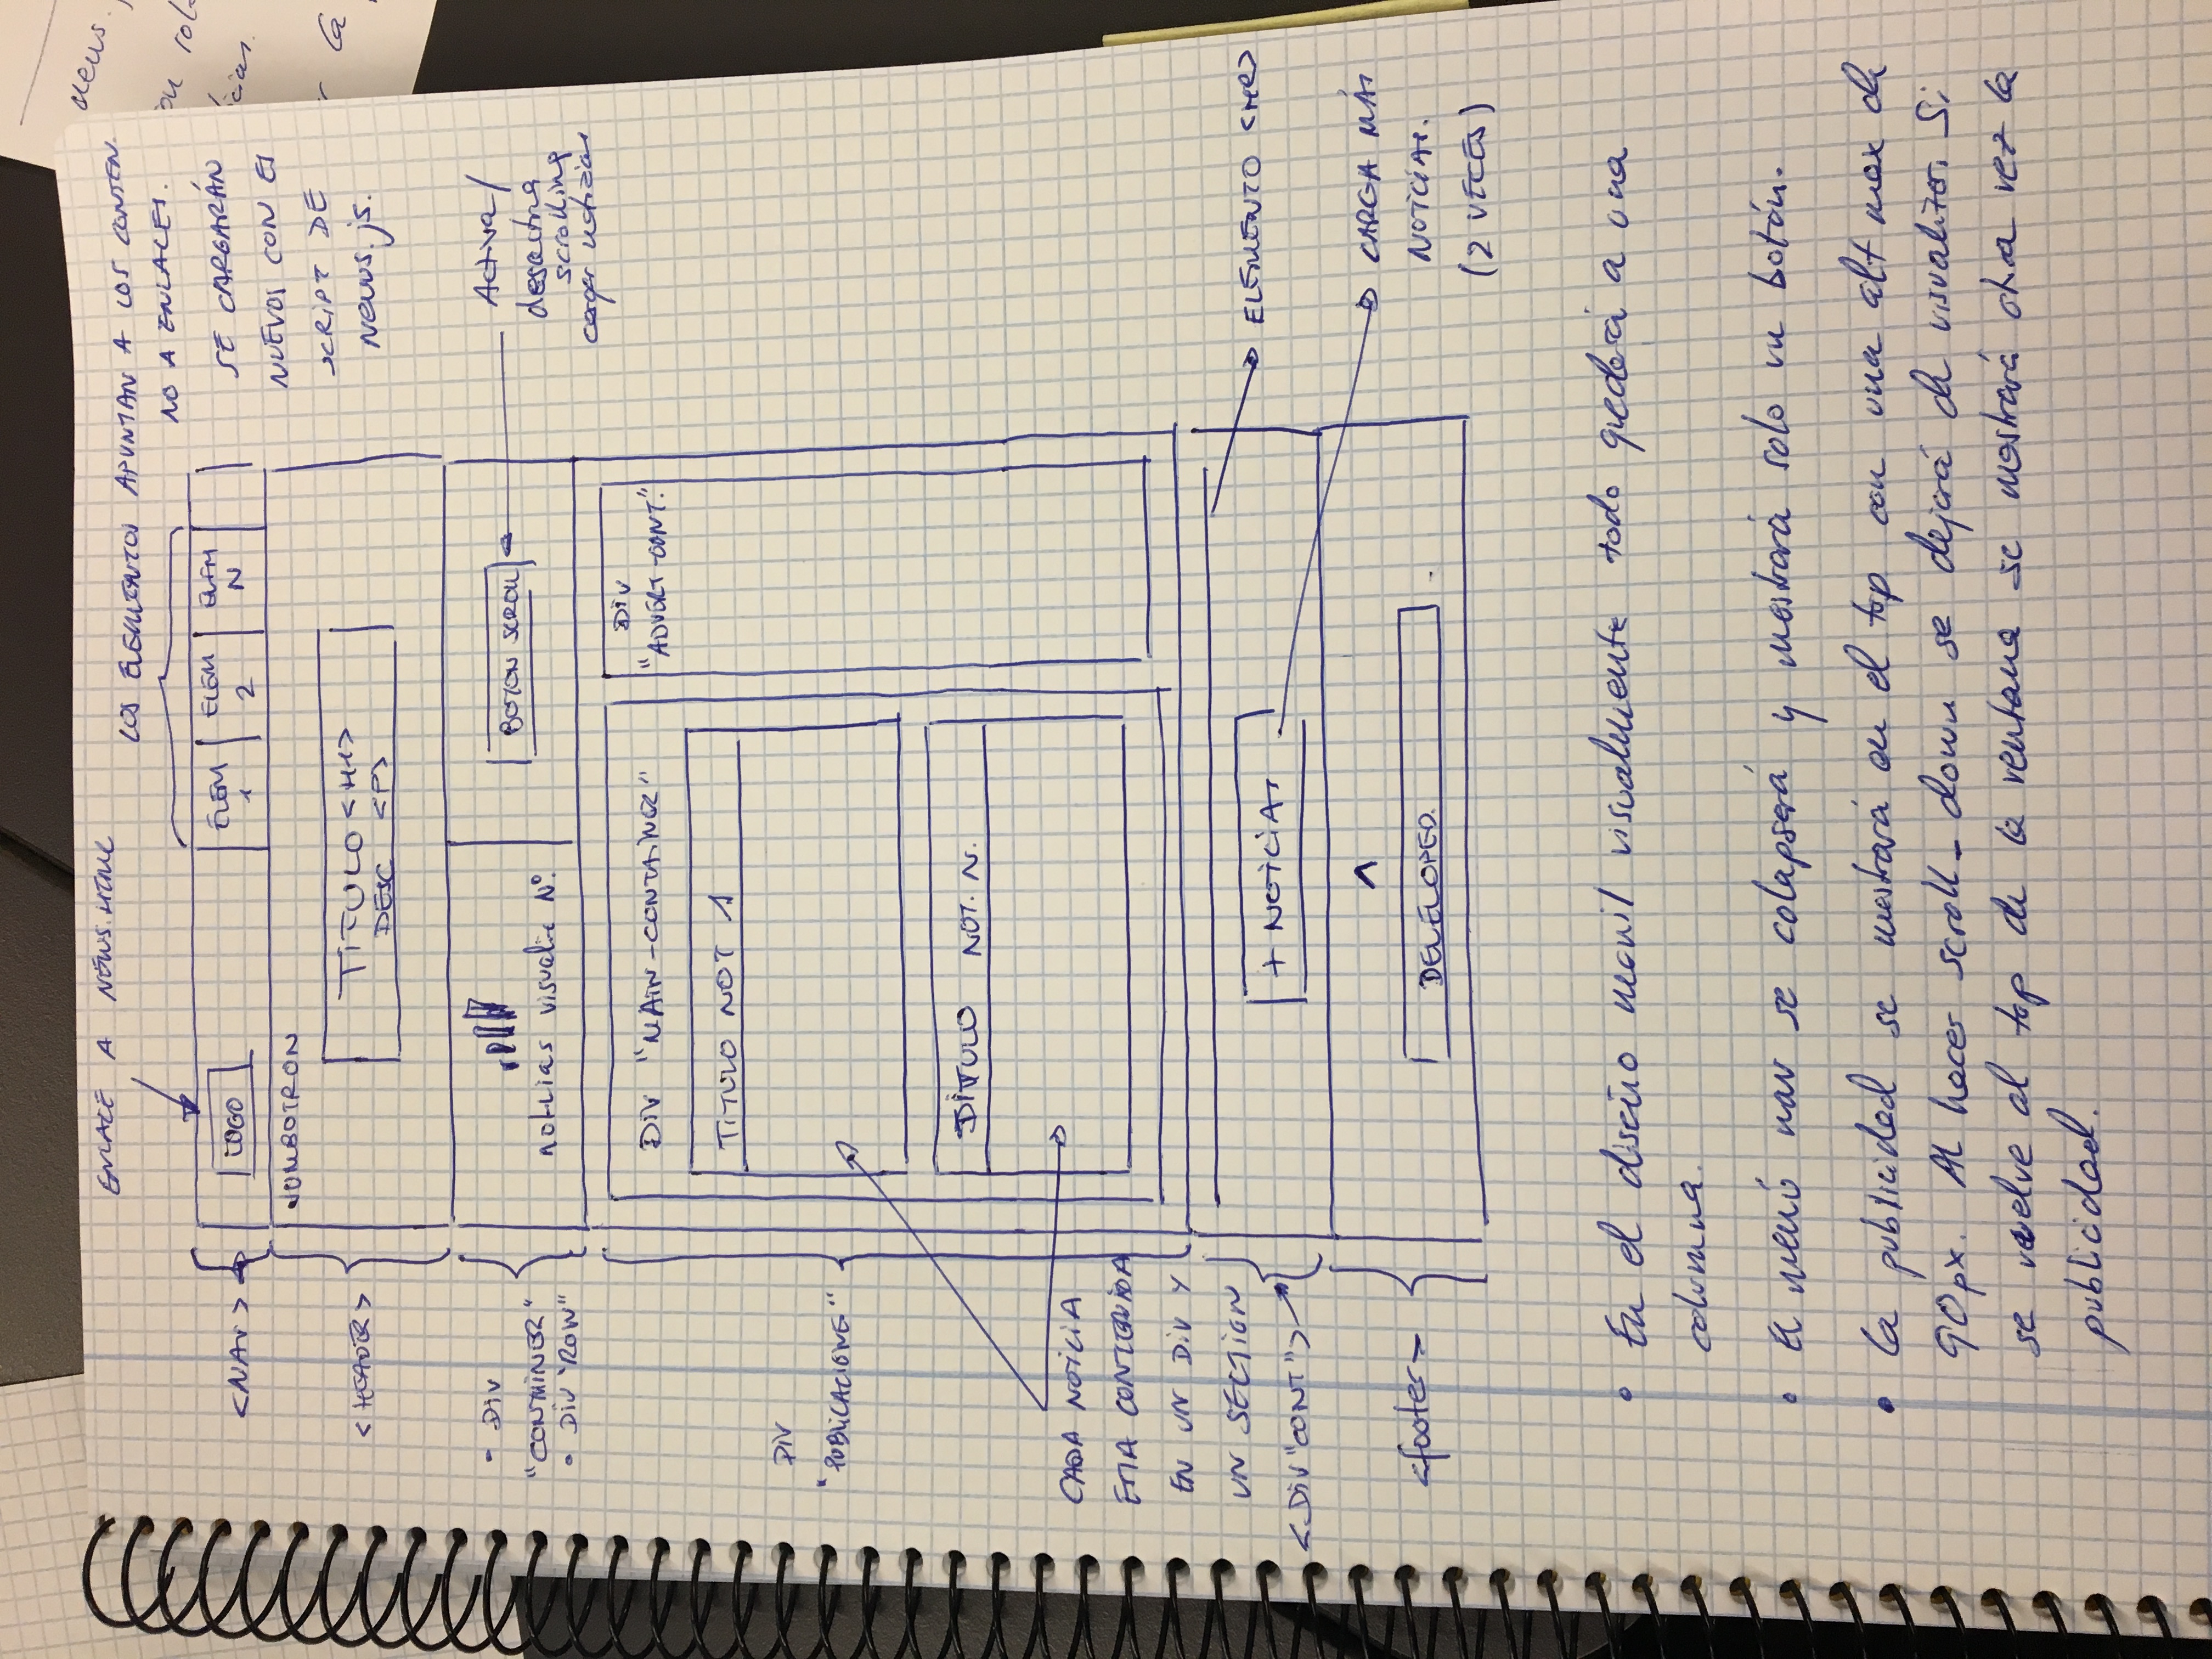 ENLACE A NEWS.HTML
LOS ELEMENTOS APUNTAN A LOS CONTEN.
NO A ENLACES.
SE CARGARÁN
NUEVOS CON EL
SCRIPT DE
news.js.
<NAV>
LOGO
ELEM
1
ELEM
2
ELEM
N
<HEADER>
JUMBOTRON
TITULO <H1>
DESC <P>
- DIV
"CONTAINER"
• DIV "ROW"
noticias visualiz Nº.
BOTON SCROLL
Activa/
desactiva
scrolling
cargar noticias
DIV
"PUBLICACIONE"
DIV "MAIN-CONTAINER"
TITULO NOT 1
TITULO NOT. N.
DIV
"ADVERT-CONT."
CADA NOTICIA
ESTA CONTENIDA
EN UN DIV Y
UN SECTION
<DIV "CONT">
+ NOTICIAS
ELEMENTO <HR>
CARGA MÁS
NOTICIAS.
(2 VECES)
<footer>
^
DEVELOPED.
• En el diseño movil visualmente todo quedará a una
columna.
• El menú nav se colapsará y mostrará solo un botón.
• La publicidad se mostrará en el top con una alt max de
90px. Al hacer scroll-down se dejará de visualizar. Si
se vuelve al top de la ventana se mostrará otra vez la
publicidad.
news.
la